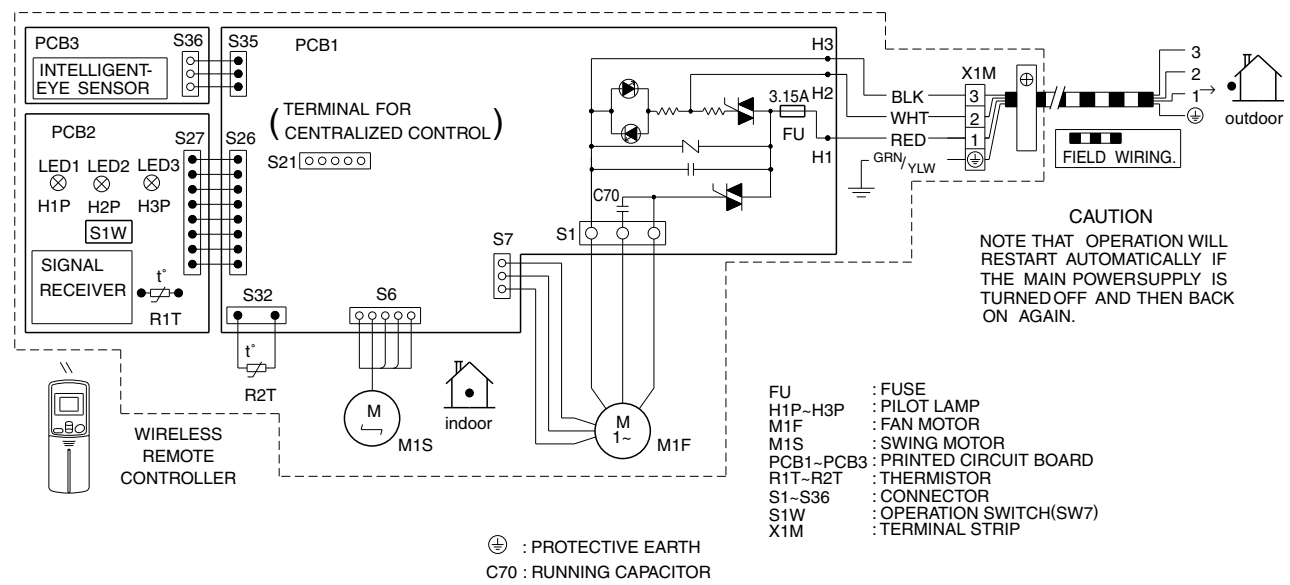 PCB3
S36
S35
PCB1
INTELLIGENT-
EYE SENSOR
(TERMINAL FOR
CENTRALIZED CONTROL)
S21
PCB2
S27
S26
LED1
LED2
LED3
H1P
H2P
H3P
S1W
SIGNAL
RECEIVER
t°
R1T
S32
t°
R2T
S6
M
M1S
indoor
S7
S1
C70
M
1~
M1F
H3
H2
H1
3.15A
FU
BLK
WHT
RED
GRN/YLW
X1M
3
2
1
3
2
1
outdoor
FIELD WIRING.
CAUTION
NOTE THAT OPERATION WILL
RESTART AUTOMATICALLY IF
THE MAIN POWERSUPPLY IS
TURNED OFF AND THEN BACK
ON AGAIN.
WIRELESS
REMOTE
CONTROLLER
FU : FUSE
H1P~H3P : PILOT LAMP
M1F : FAN MOTOR
M1S : SWING MOTOR
PCB1~PCB3 : PRINTED CIRCUIT BOARD
R1T~R2T : THERMISTOR
S1~S36 : CONNECTOR
S1W : OPERATION SWITCH(SW7)
X1M : TERMINAL STRIP
: PROTECTIVE EARTH
C70 : RUNNING CAPACITOR